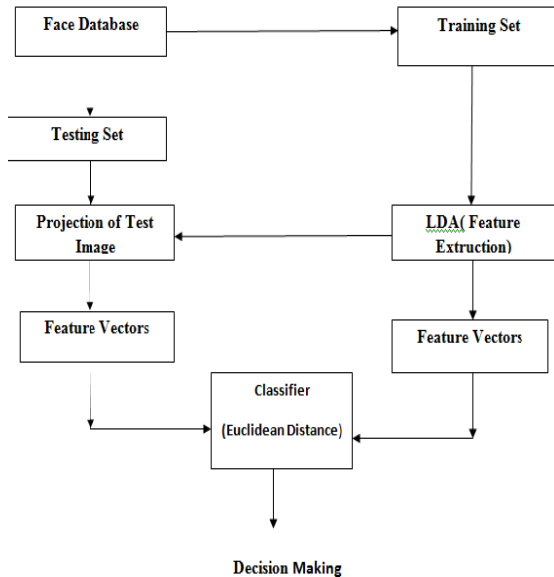 Face Database
Training Set
Testing Set
Projection of Test
Image
LDA( Feature
Extruction)
Feature Vectors
Feature Vectors
Classifier
(Euclidean Distance)
Decision Making